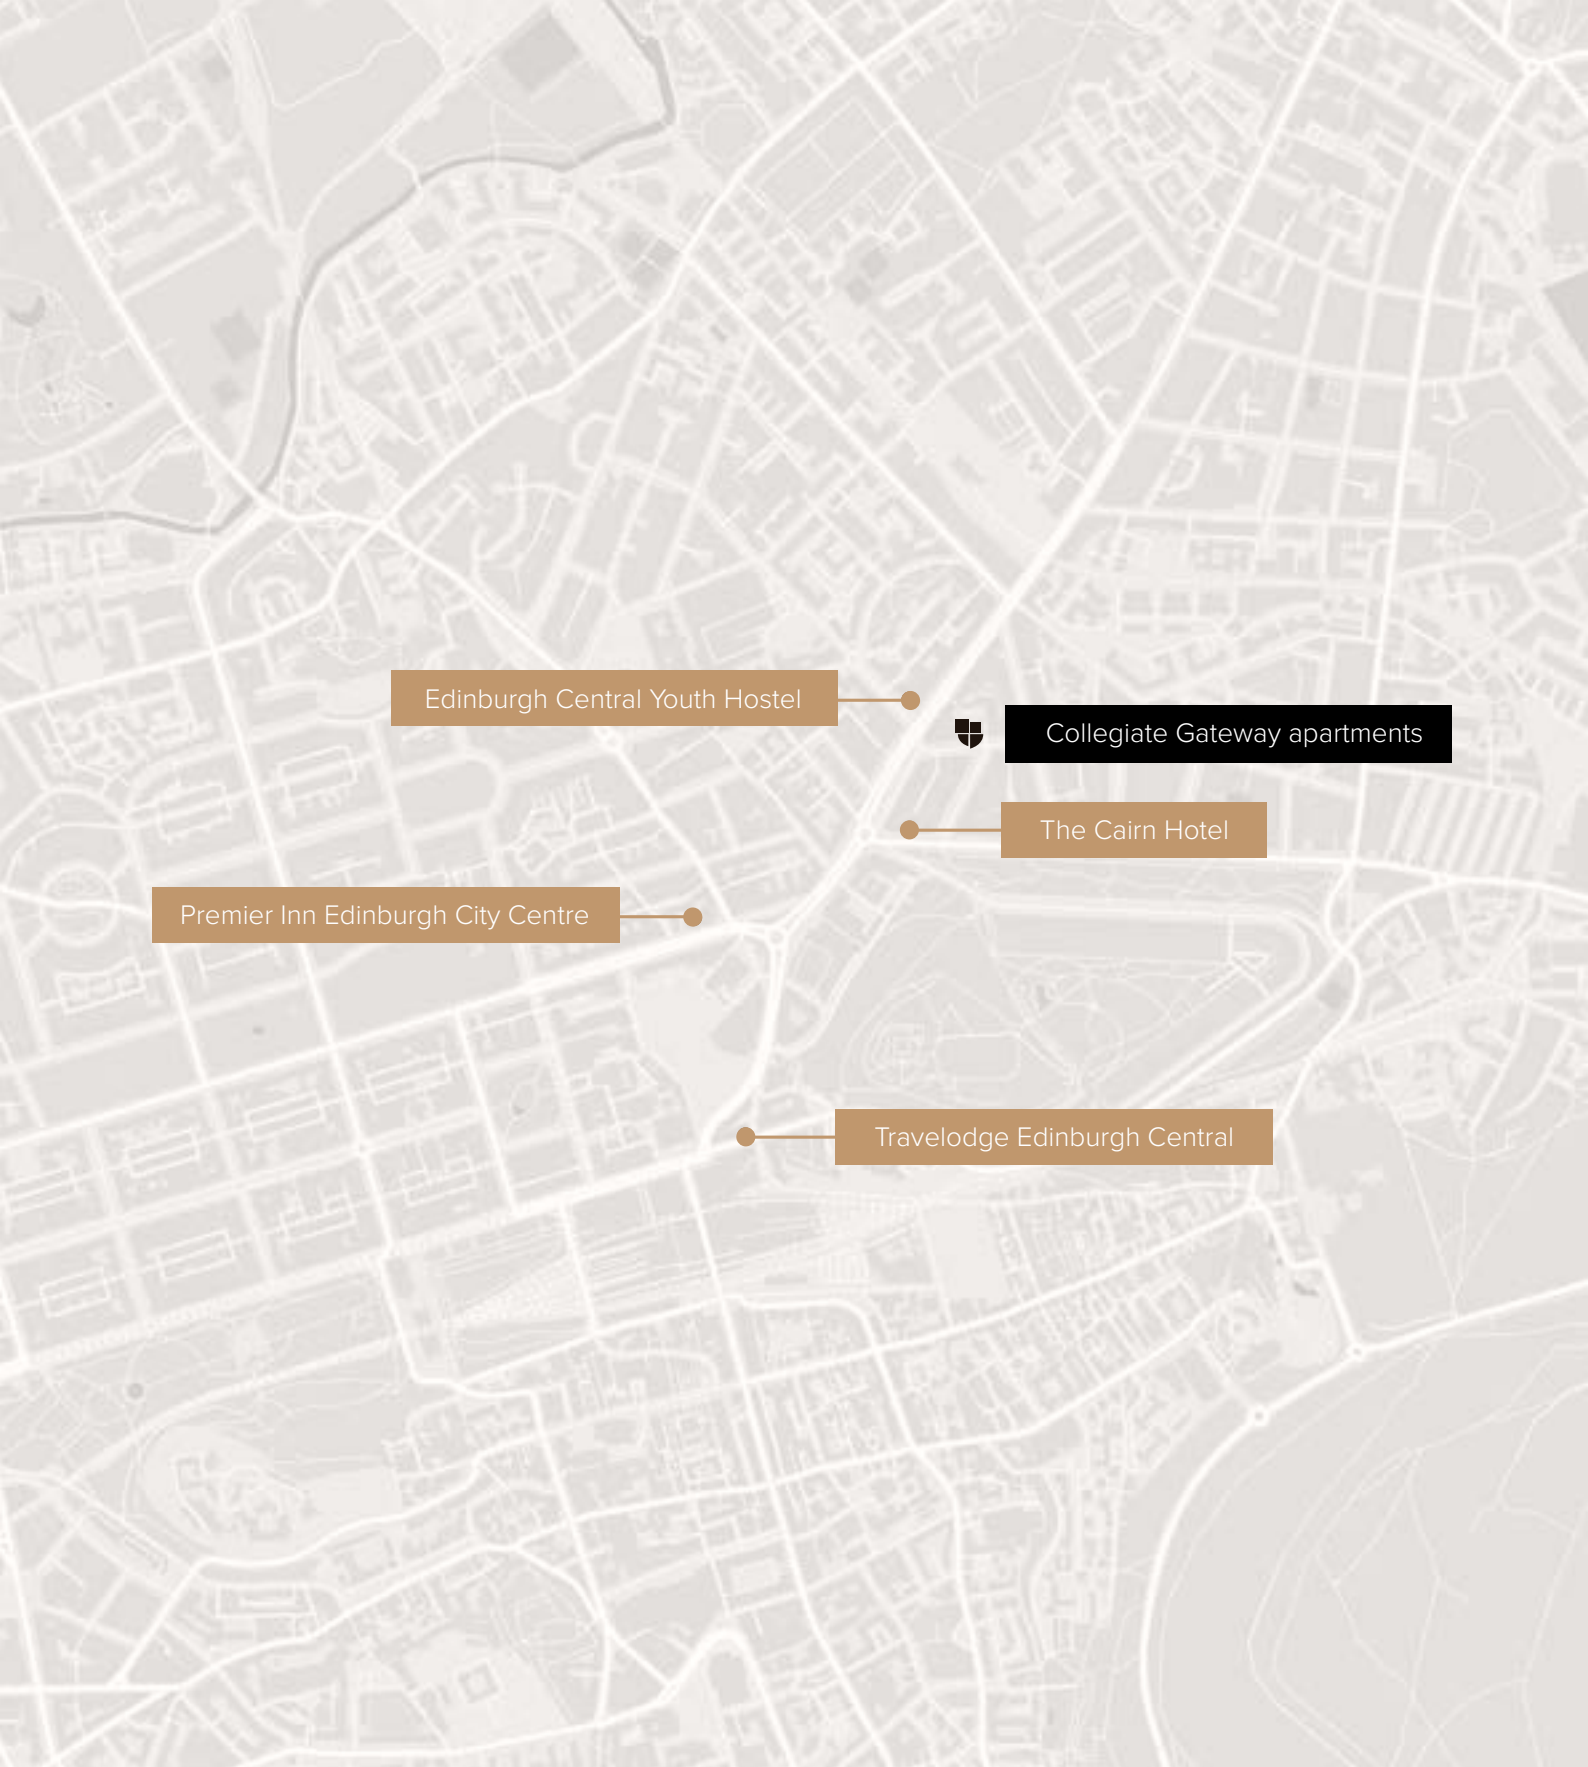 Edinburgh Central Youth Hostel
Collegiate Gateway apartments
The Cairn Hotel
Premier Inn Edinburgh City Centre
Travelodge Edinburgh Central